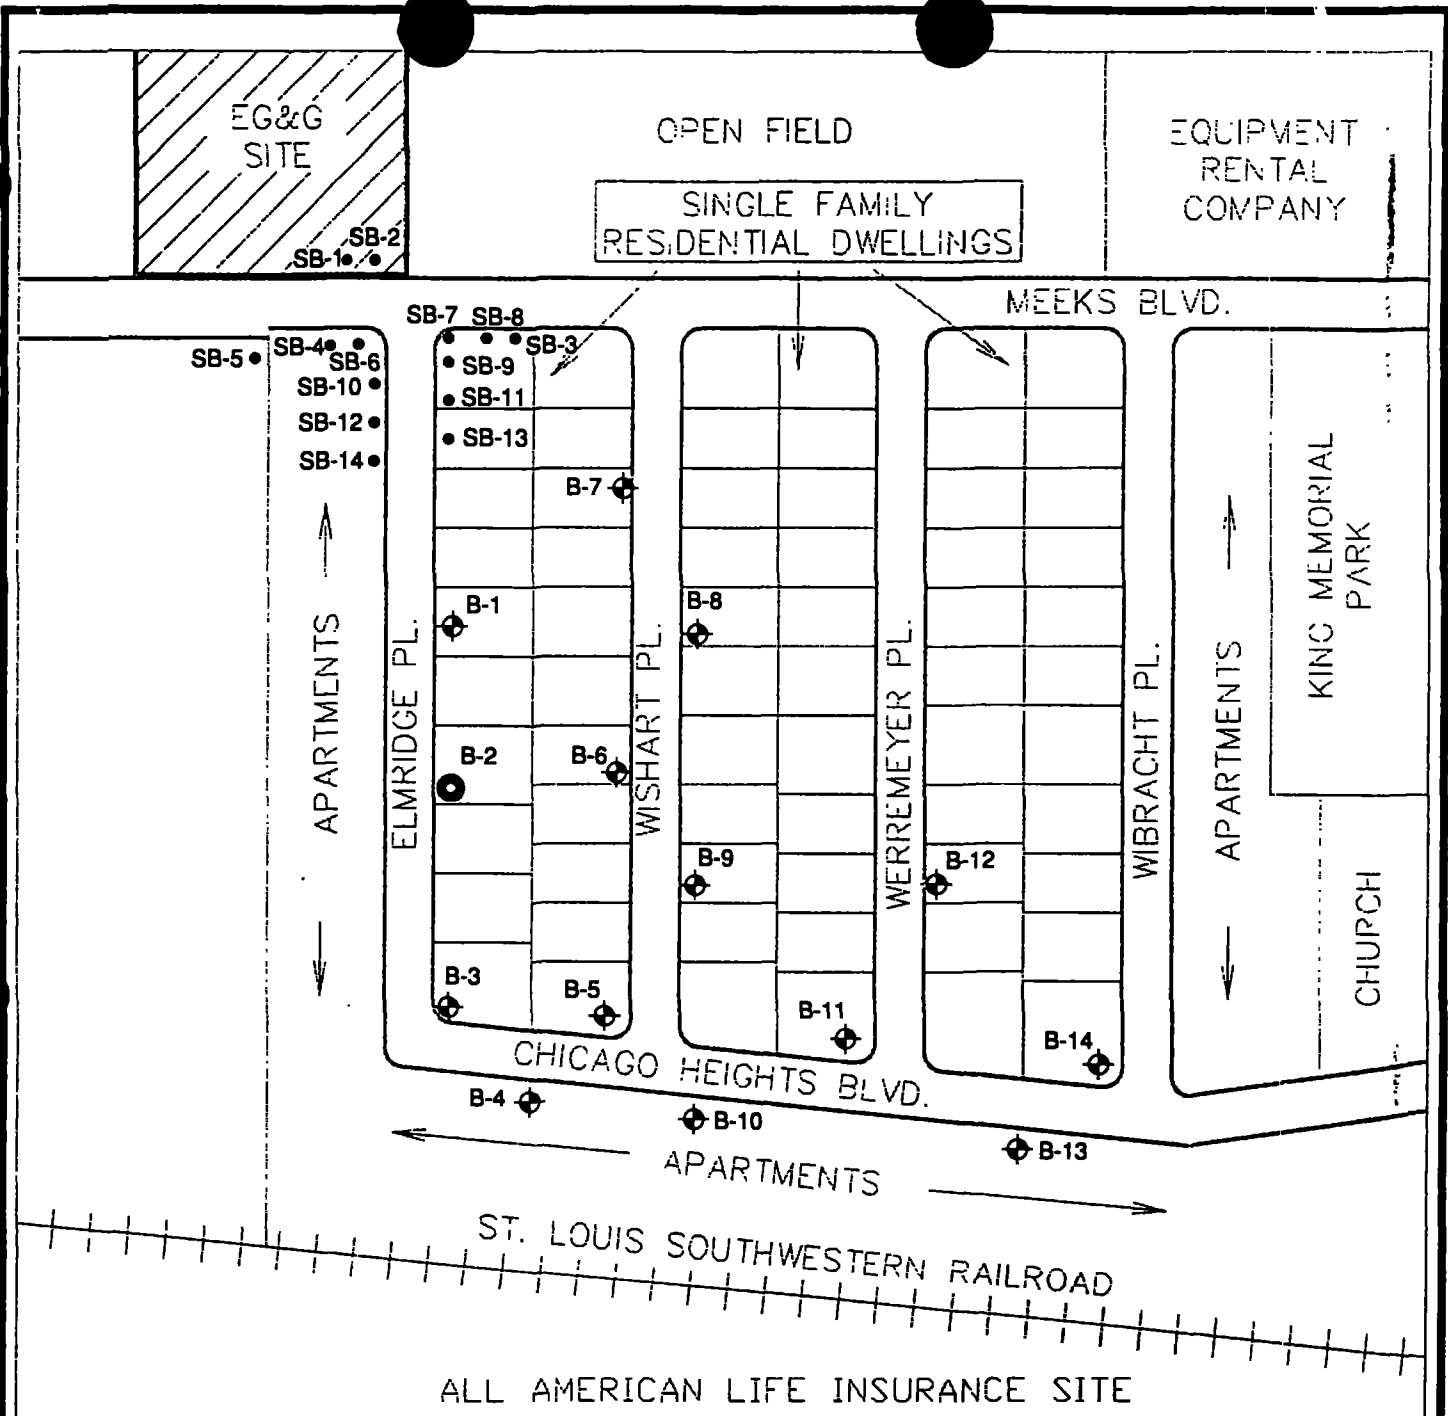 EG&G
SITE
OPEN FIELD
EQUIPMENT
RENTAL
COMPANY
SINGLE FAMILY
RESIDENTIAL DWELLINGS
SB-2
SB-1
MEEKS BLVD.
SB-7
SB-8
SB-3
SB-4
SB-5
SB-6
SB-9
SB-10
SB-11
SB-12
SB-13
SB-14
B-7
B-1
B-8
APARTMENTS
ELMRIDGE PL.
WISHART PL.
WERREMEYER PL.
WIBRACHT PL.
APARTMENTS
KING MEMORIAL
PARK
B-2
B-6
B-9
B-12
CHURCH
B-3
B-5
B-11
B-14
CHICAGO HEIGHTS BLVD.
B-4
B-10
B-13
APARTMENTS
ST. LOUIS SOUTHWESTERN RAILROAD
ALL AMERICAN LIFE INSURANCE SITE